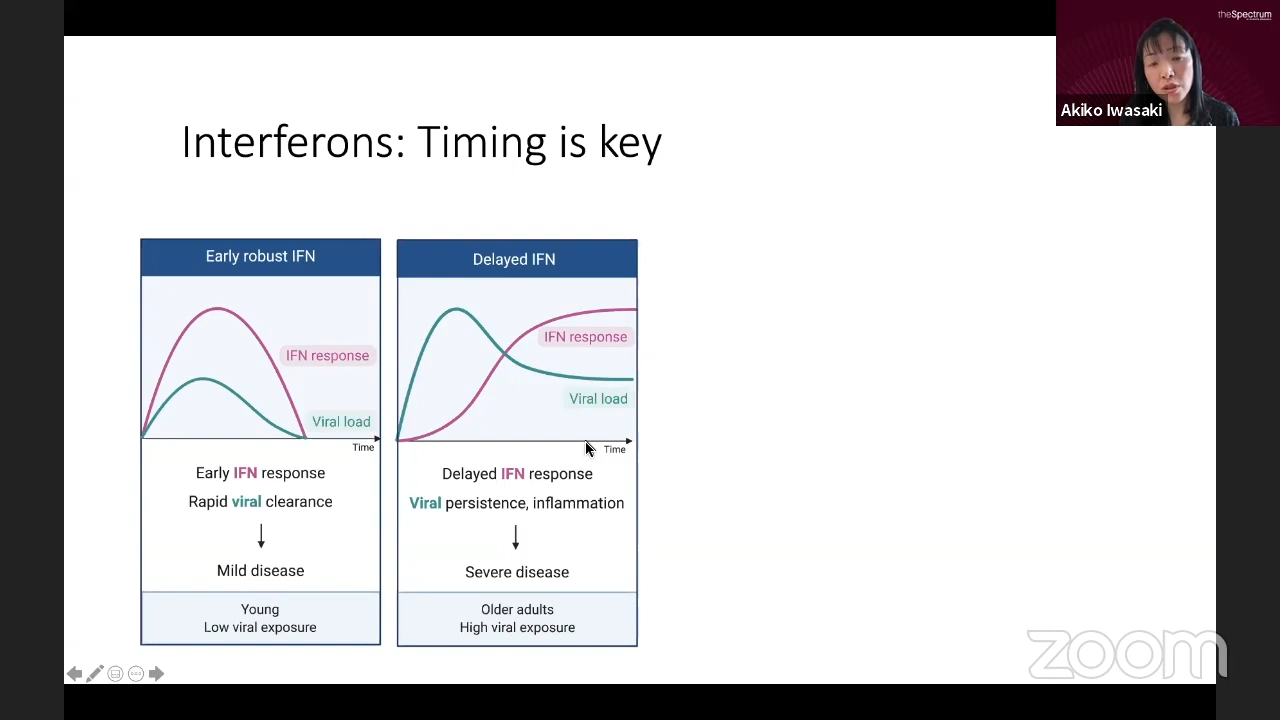 theSpectrum
Akiko Iwasaki
Interferons: Timing is key
Early robust IFN
IFN response
Viral load
Time
Early IFN response
Rapid viral clearance
Mild disease
Young
Low viral exposure
Delayed IFN
IFN response
Viral load
Time
Delayed IFN response
Viral persistence, inflammation
Severe disease
Older adults
High viral exposure
zoom